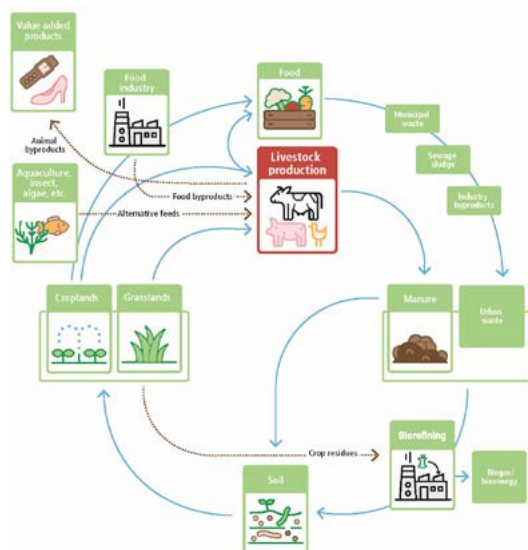 Value added
products
Food
industry
Food
Municipal
waste
Sewage
sludge
Industry
byproducts
Animal
byproducts
Livestock
production
Aquaculture,
insect,
algae, etc.
Food byproducts
Alternative feeds
Croplands
Grasslands
Manure
Urban
waste
Crop residues
Biorefining
Biogas/
bioenergy
Soil